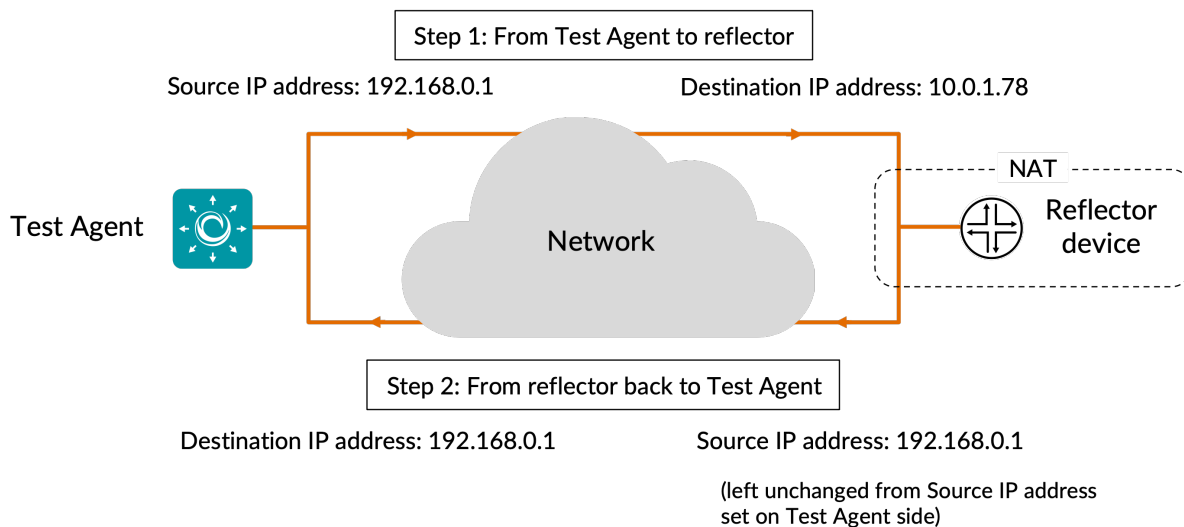 Step 1: From Test Agent to reflector
Source IP address: 192.168.0.1
Destination IP address: 10.0.1.78
NAT
Test Agent
Network
Reflector
device
Step 2: From reflector back to Test Agent
Destination IP address: 192.168.0.1
Source IP address: 192.168.0.1
(left unchanged from Source IP address
set on Test Agent side)